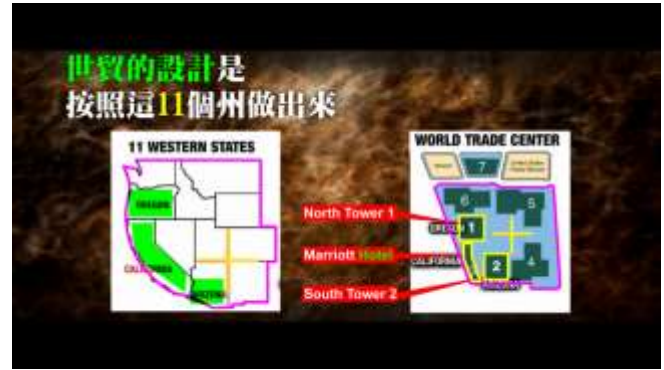 世貿的設計是
按照這11個州做出來
11 WESTERN STATES
OREGON
CALIFORNIA
ARIZONA
WORLD TRADE CENTER
7
6
5
OREGON 1
4
CALIFORNIA
2
ARIZONA
North Tower 1
Marriott Hotel
South Tower 2